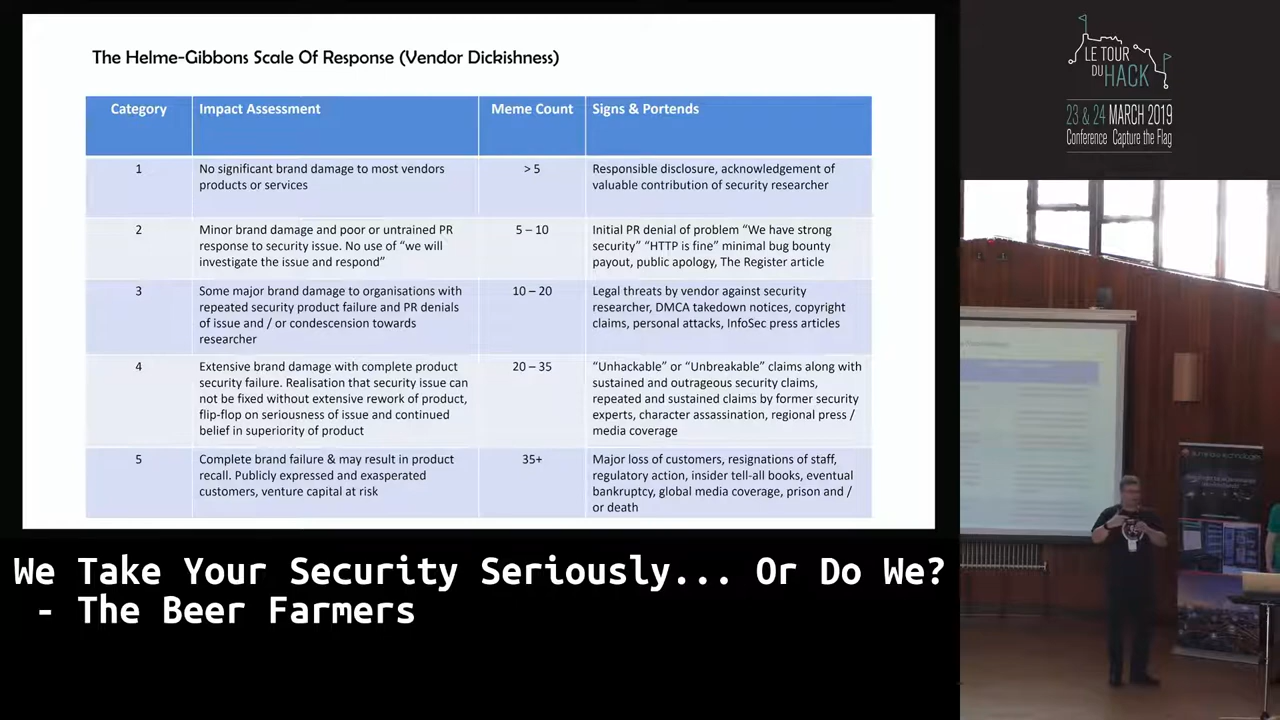 The Helme-Gibbons Scale Of Response (Vendor Dickishness)
Category
Impact Assessment
Meme Count
Signs & Portends
1
No significant brand damage to most vendors
products or services
> 5
Responsible disclosure, acknowledgement of
valuable contribution of security researcher
2
Minor brand damage and poor or untrained PR
response to security issue. No use of “we will
investigate the issue and respond”
5 – 10
Initial PR denial of problem “We have strong
security” “HTTP is fine” minimal bug bounty
payout, public apology, The Register article
3
Some major brand damage to organisations with
repeated security product failure and PR denials
of issue and / or condescension towards
researcher
10 – 20
Legal threats by vendor against security
researcher, DMCA takedown notices, copyright
claims, personal attacks, InfoSec press articles
4
Extensive brand damage with complete product
security failure. Realisation that security issue can
not be fixed without extensive rework of product,
flip-flop on seriousness of issue and continued
belief in superiority of product
20 – 35
“Unhackable” or “Unbreakable” claims along with
sustained and outrageous security claims,
repeated and sustained claims by former security
experts, character assassination, regional press /
media coverage
5
Complete brand failure & may result in product
recall. Publicly expressed and exasperated
customers, venture capital at risk
35+
Major loss of customers, resignations of staff,
regulatory action, insider tell-all books, eventual
bankruptcy, global media coverage, prison and /
or death
We Take Your Security Seriously... Or Do We?
- The Beer Farmers
LE TOUR
DU HACK
23 & 24 MARCH 2019
Conference Capture the Flag